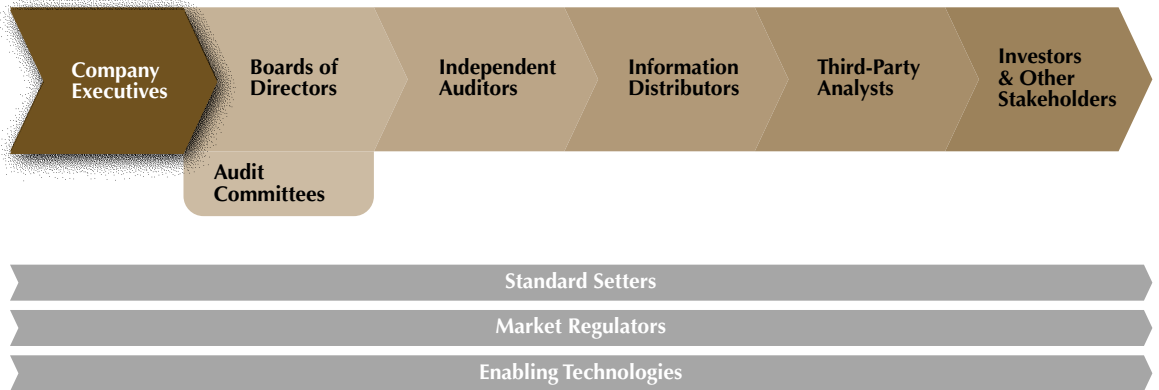 Company
Executives
Boards of
Directors
Independent
Auditors
Information
Distributors
Third-Party
Analysts
Investors
& Other
Stakeholders
Audit
Committees
Standard Setters
Market Regulators
Enabling Technologies